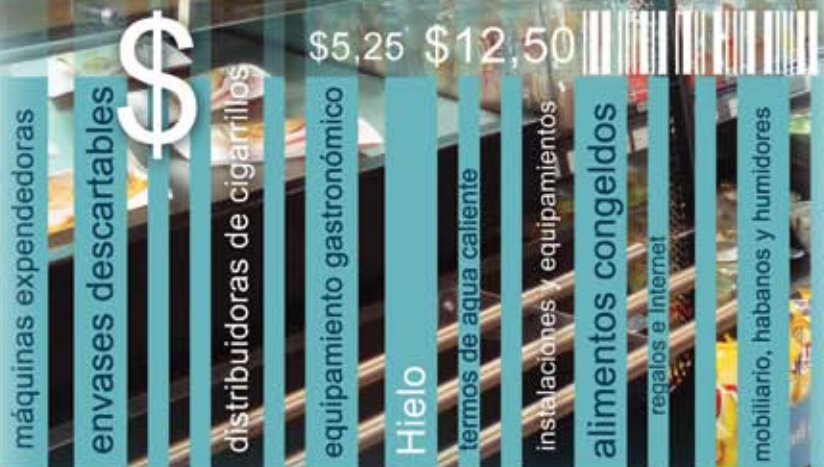 $
$5,25 $12,50
máquinas expendedoras
envases descartables
distribuidoras de cigarrillos
equipamiento gastronómico
Hielo
termos de aqua caliente
instalaciones y equipamientos
alimentos congeldos
regalos e Internet
mobiliario, habanos y humidores